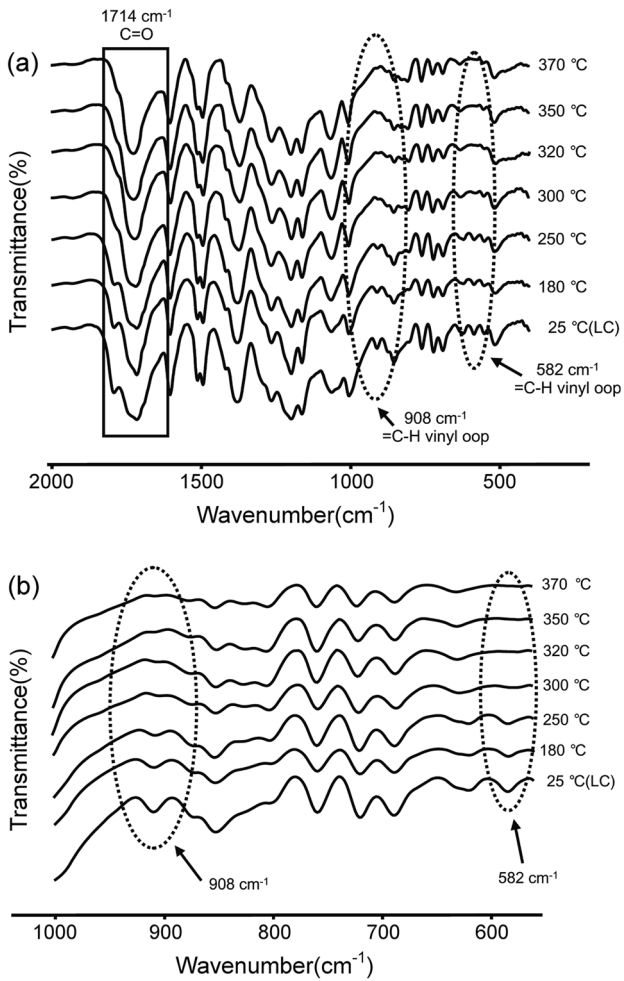 1714 cm-1
C=O
(a)
370 ℃
350 ℃
320 ℃
300 ℃
250 ℃
180 ℃
25 ℃(LC)
Transmittance(%)
582 cm-1
=C-H vinyl oop
908 cm-1
=C-H vinyl oop
2000 1500 1000 500
Wavenumber(cm-1)
(b)
370 ℃
350 ℃
320 ℃
300 ℃
250 ℃
180 ℃
25 ℃(LC)
Transmittance(%)
908 cm-1
582 cm-1
1000 900 800 700 600
Wavenumber(cm-1)